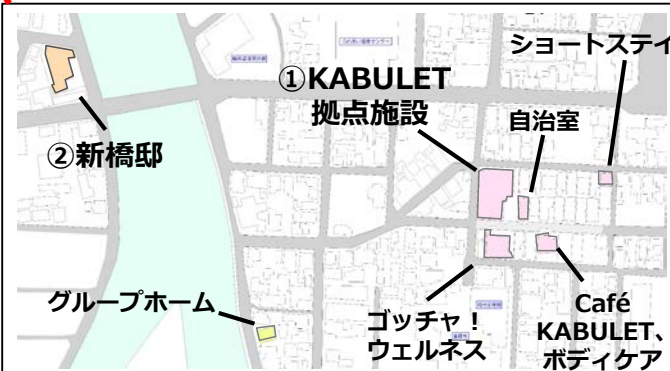 ショートステイ
①KABULET
拠点施設
自治室
②新橋邸
グループホーム
ゴッチャ！
ウェルネス
Café
KABULET、
ボディケア